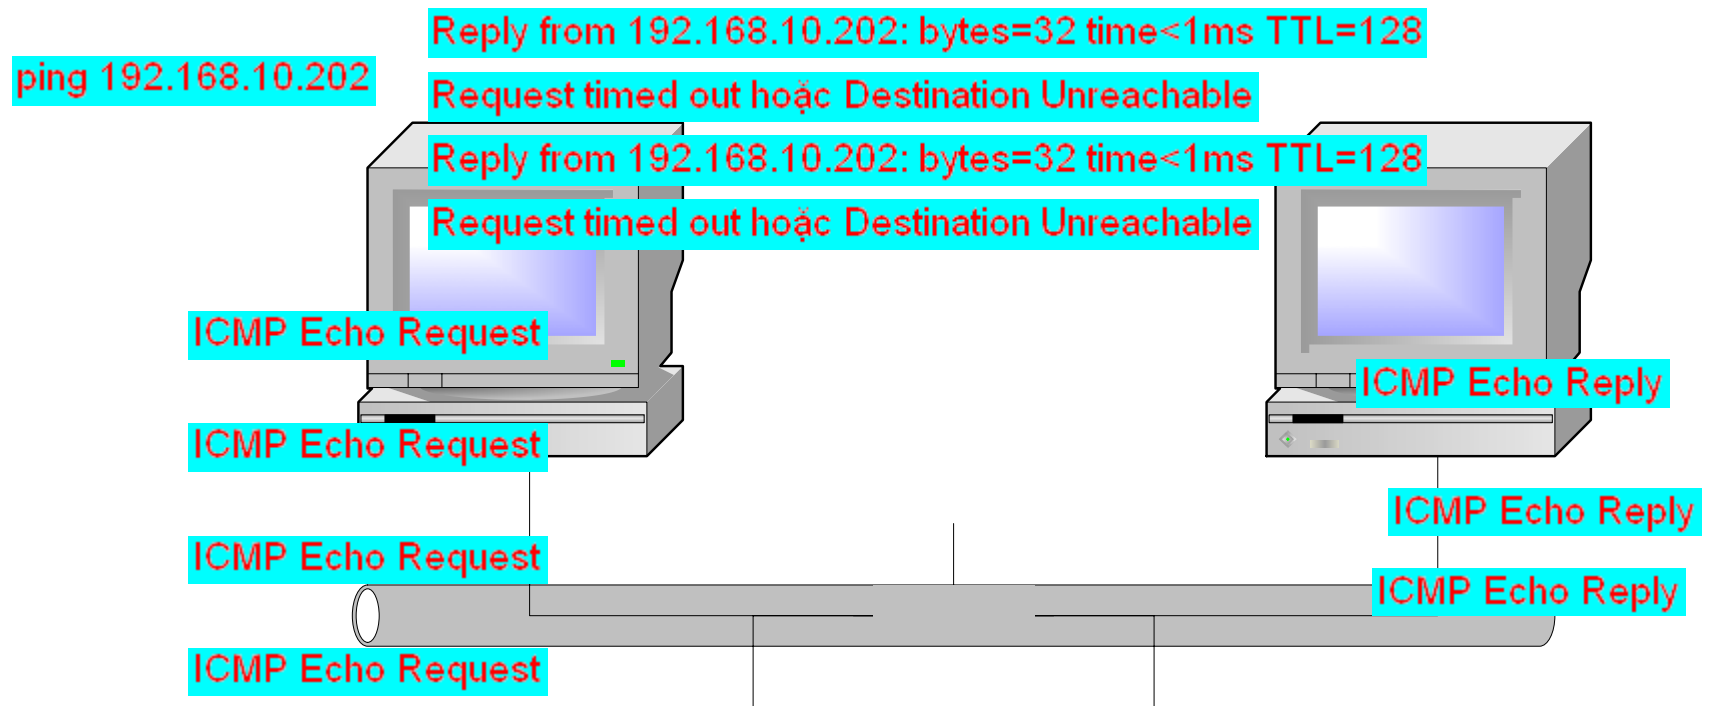 Reply from 192.168.10.202: bytes=32 time<1ms TTL=128
ping 192.168.10.202
Request timed out hoặc Destination Unreachable
Reply from 192.168.10.202: bytes=32 time<1ms TTL=128
Request timed out hoặc Destination Unreachable
ICMP Echo Request
ICMP Echo Reply
ICMP Echo Request
ICMP Echo Reply
ICMP Echo Request
ICMP Echo Reply
ICMP Echo Request